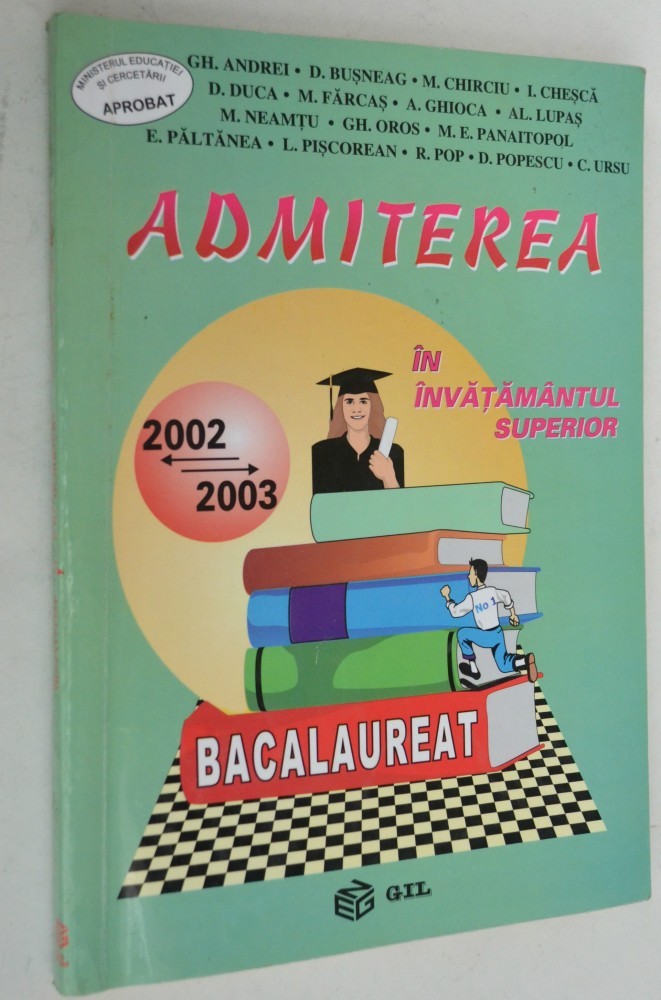 MINISTERUL EDUCAȚIEI
ȘI CERCETĂRII
APROBAT
GH. ANDREI • D. BUȘNEAG • M. CHIRCIU • I. CHEȘCĂ
D. DUCA • M. FĂRCAȘ • A. GHIOCA • AL. LUPAȘ
M. NEAMȚU • GH. OROS • M. E. PANAITOPOL
E. PĂLTĂNEA • L. PIȘCOREAN • R. POP • D. POPESCU • C. URSU
ADMITEREA
ÎN
ÎNVĂȚĂMÂNTUL
SUPERIOR
2002
2003
No 1
BACALAUREAT
ZEG GIL